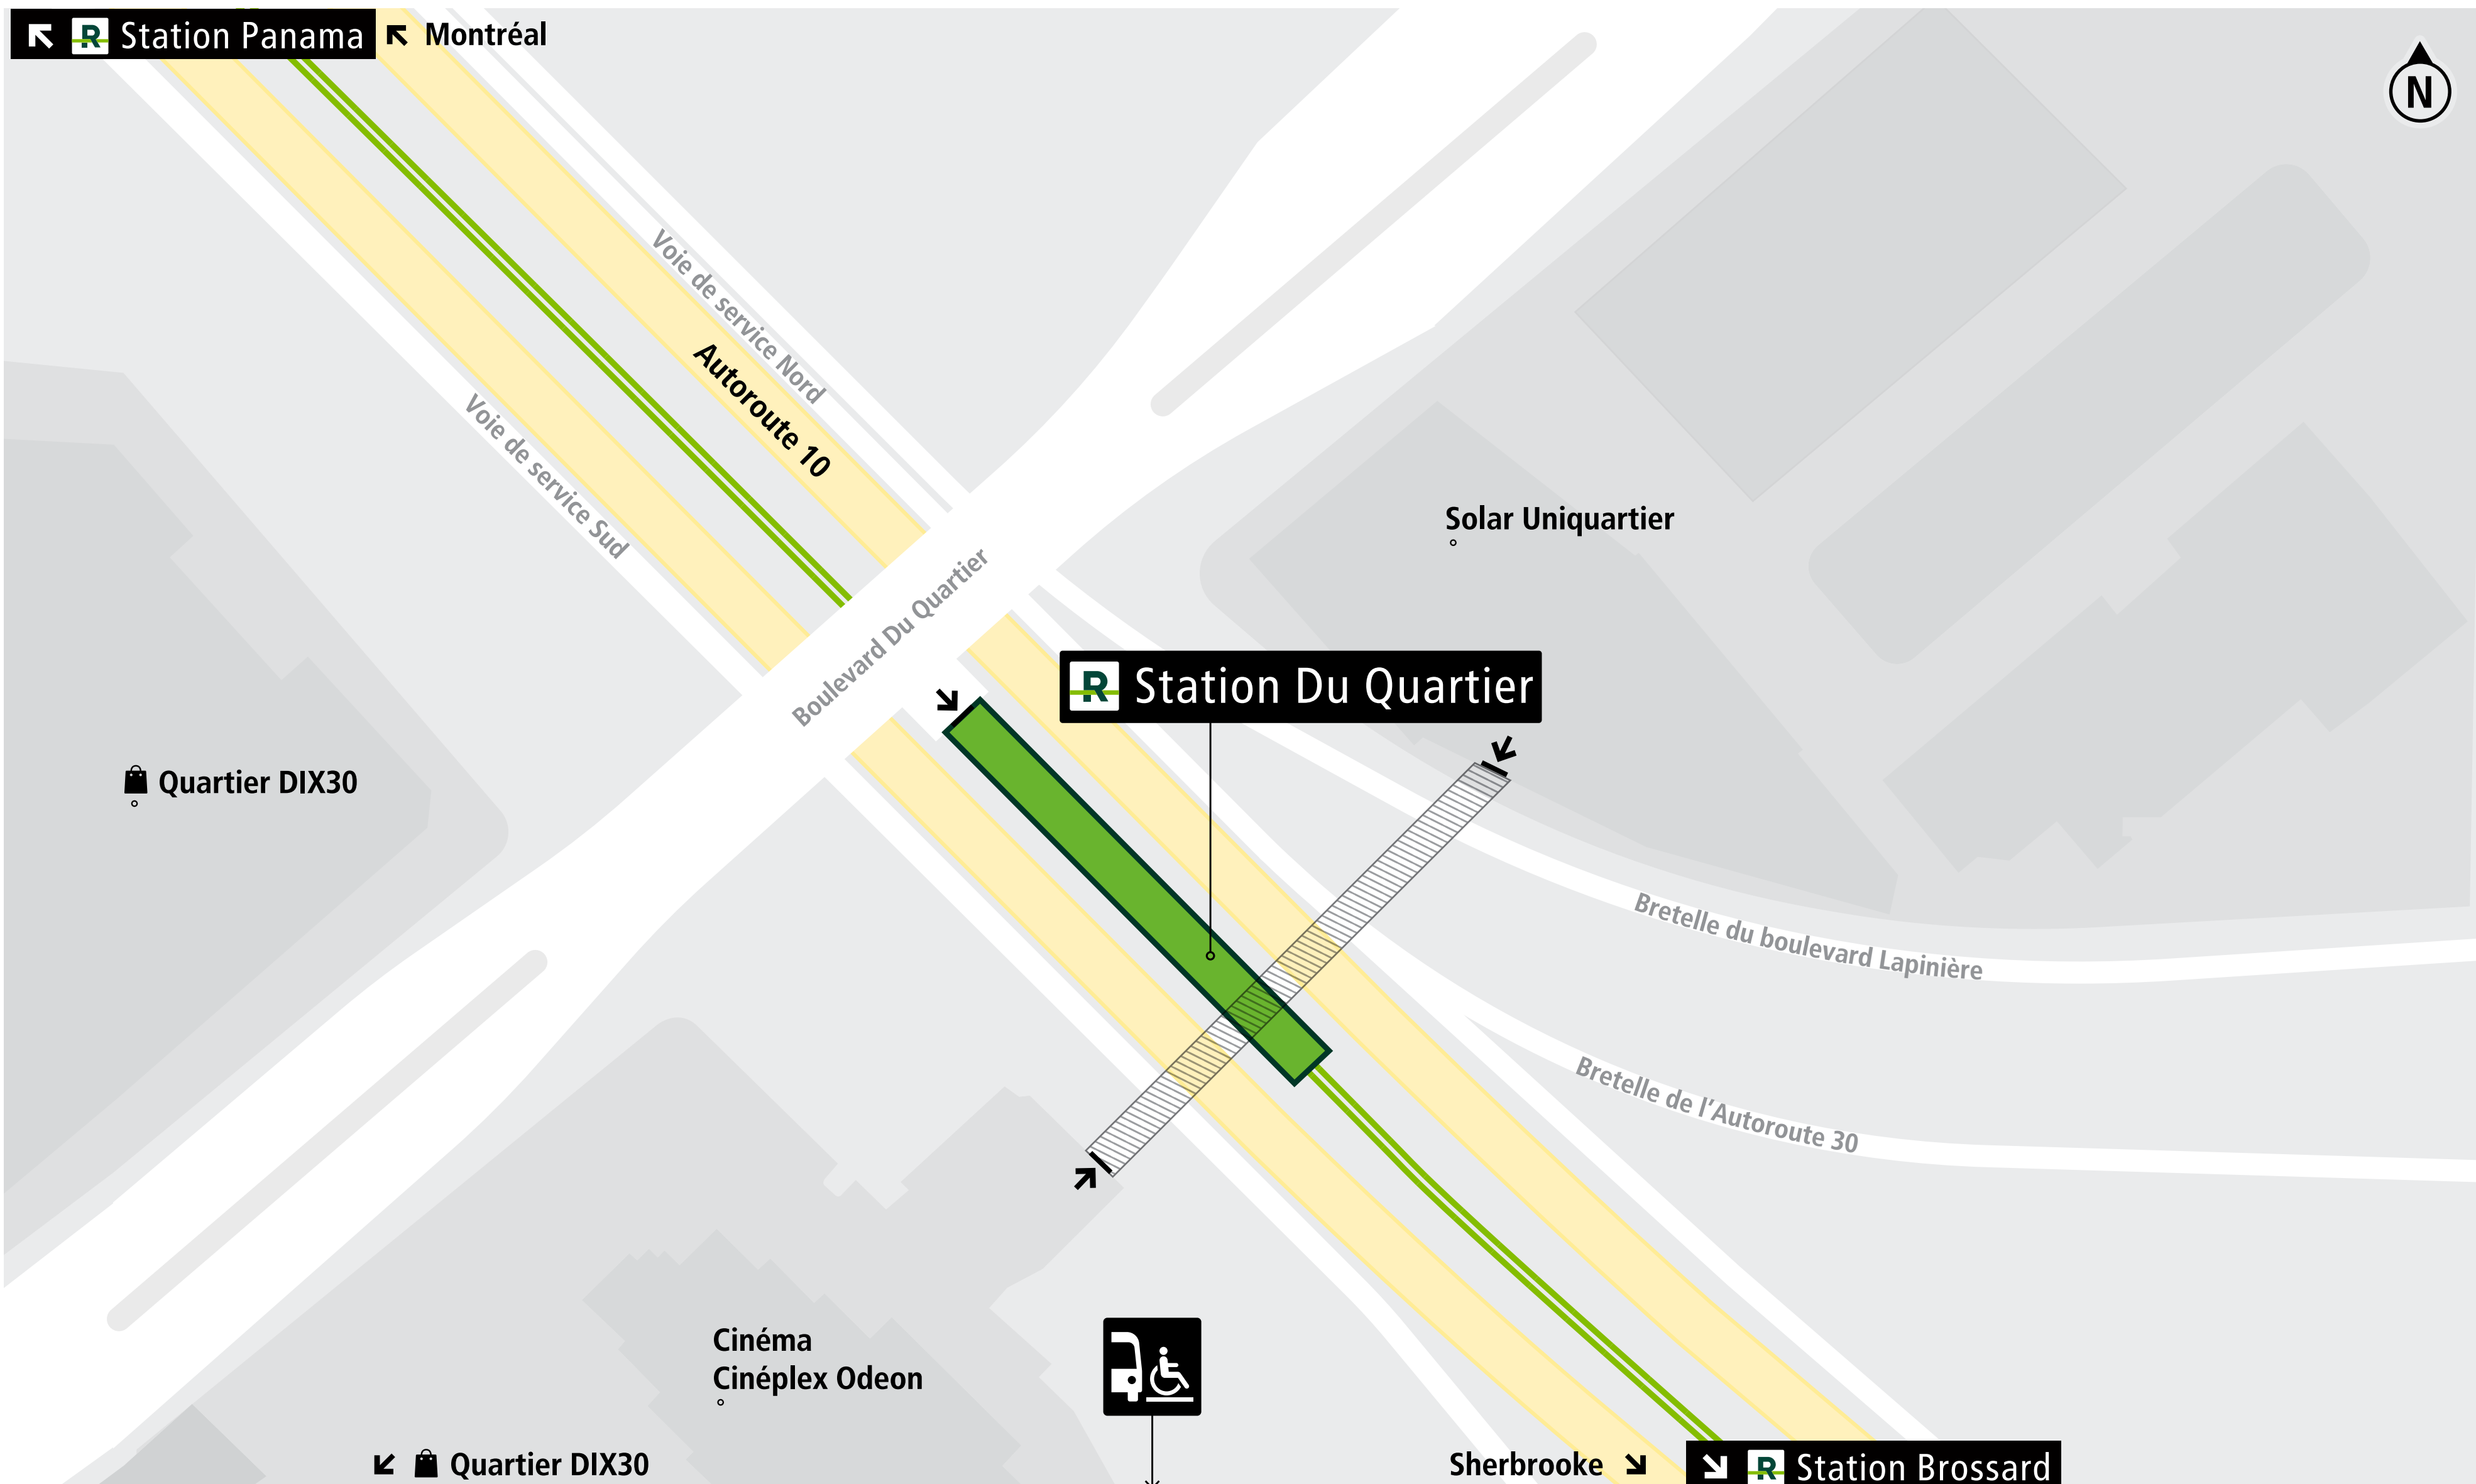 R Station Panama
Montréal
N
Voie de service Nord
Autoroute 10
Voie de service Sud
Solar Uniquartier
Boulevard Du Quartier
R Station Du Quartier
Quartier DIX30
Bretelle du boulevard Lapinière
Bretelle de l'Autoroute 30
Cinéma
Cinéplex Odeon
Quartier DIX30
Sherbrooke
R Station Brossard